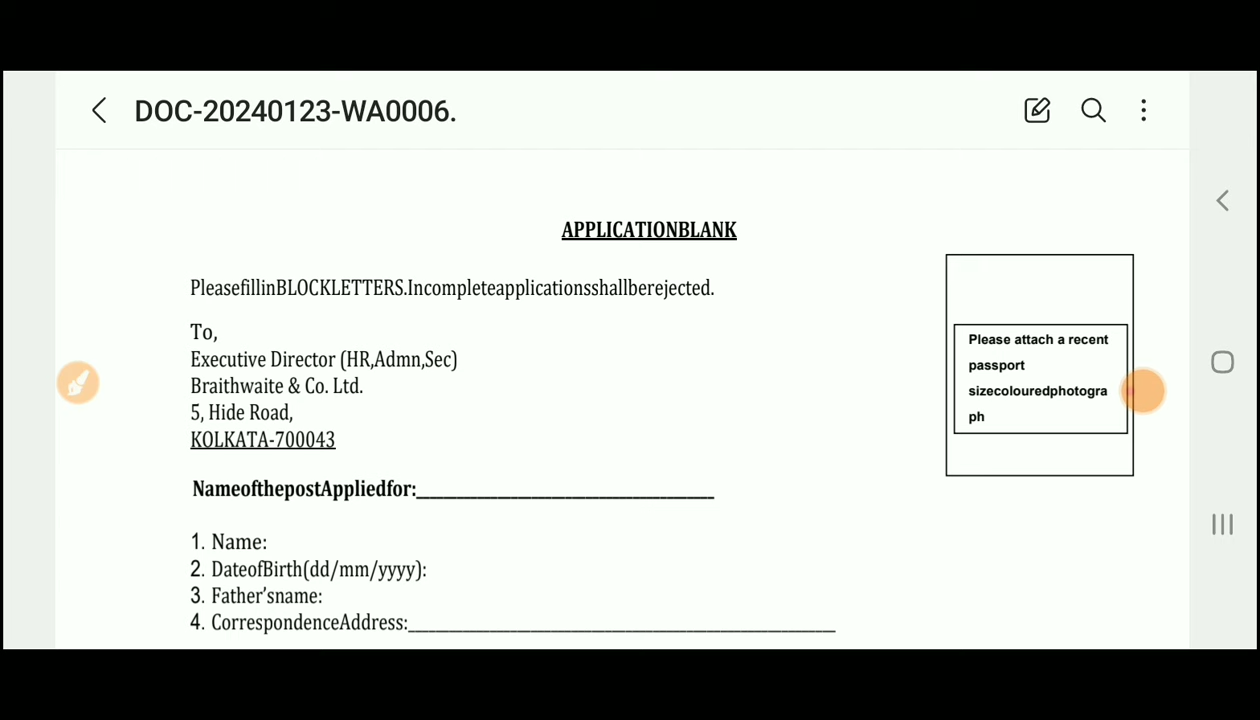 DOC-20240123-WA0006.
APPLICATIONBLANK
PleasefillinBLOCKLETTERS.Incompleteapplicationsshallberejected.
To,
Executive Director (HR,Admn,Sec)
Braithwaite & Co. Ltd.
5, Hide Road,
KOLKATA-700043
Please attach a recent
passport
sizecolouredphotogra
ph
NameofthepostAppliedfor:___________________________________
1. Name:
2. DateofBirth(dd/mm/yyyy):
3. Father’sname:
4. CorrespondenceAddress:__________________________________________________